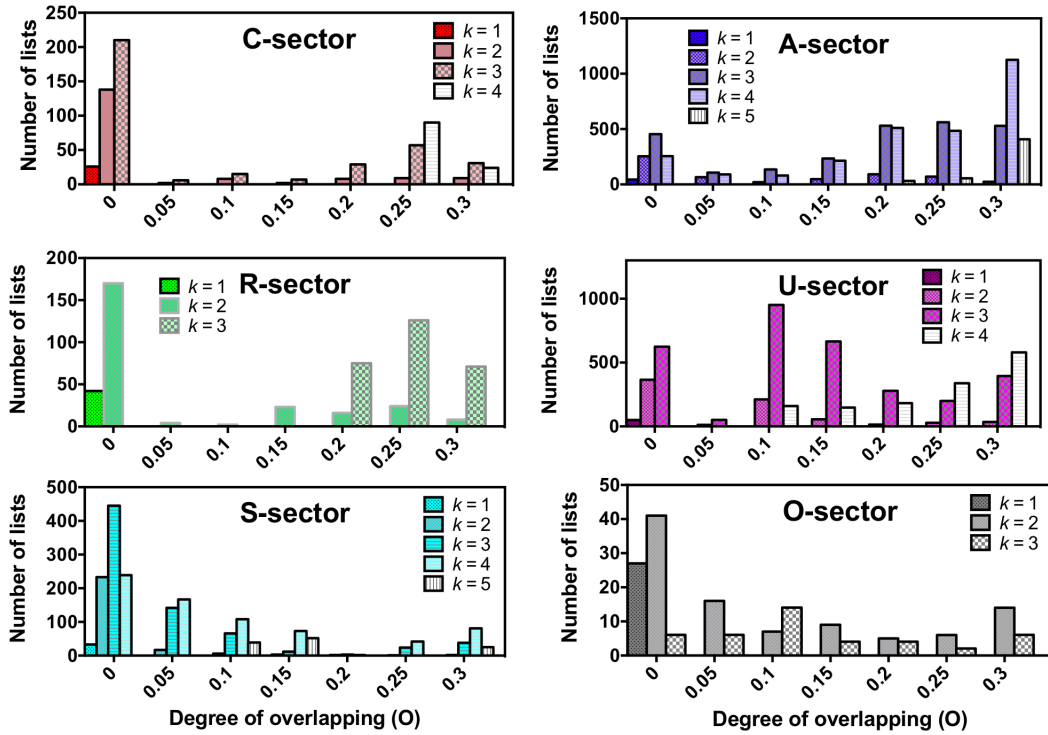 C-sector
Number of lists
250
200
150
100
50
0
k = 1
k = 2
k = 3
k = 4
0
0.05
0.1
0.15
0.2
0.25
0.3
A-sector
Number of lists
1500
1000
500
0
k = 1
k = 2
k = 3
k = 4
k = 5
0
0.05
0.1
0.15
0.2
0.25
0.3
R-sector
Number of lists
200
150
100
50
0
k = 1
k = 2
k = 3
0
0.05
0.1
0.15
0.2
0.25
0.3
U-sector
Number of lists
1000
500
0
k = 1
k = 2
k = 3
k = 4
0
0.05
0.1
0.15
0.2
0.25
0.3
S-sector
Number of lists
500
400
300
200
100
0
k = 1
k = 2
k = 3
k = 4
k = 5
0
0.05
0.1
0.15
0.2
0.25
0.3
Degree of overlapping (O)
O-sector
Number of lists
50
40
30
20
10
0
k = 1
k = 2
k = 3
0
0.05
0.1
0.15
0.2
0.25
0.3
Degree of overlapping (O)